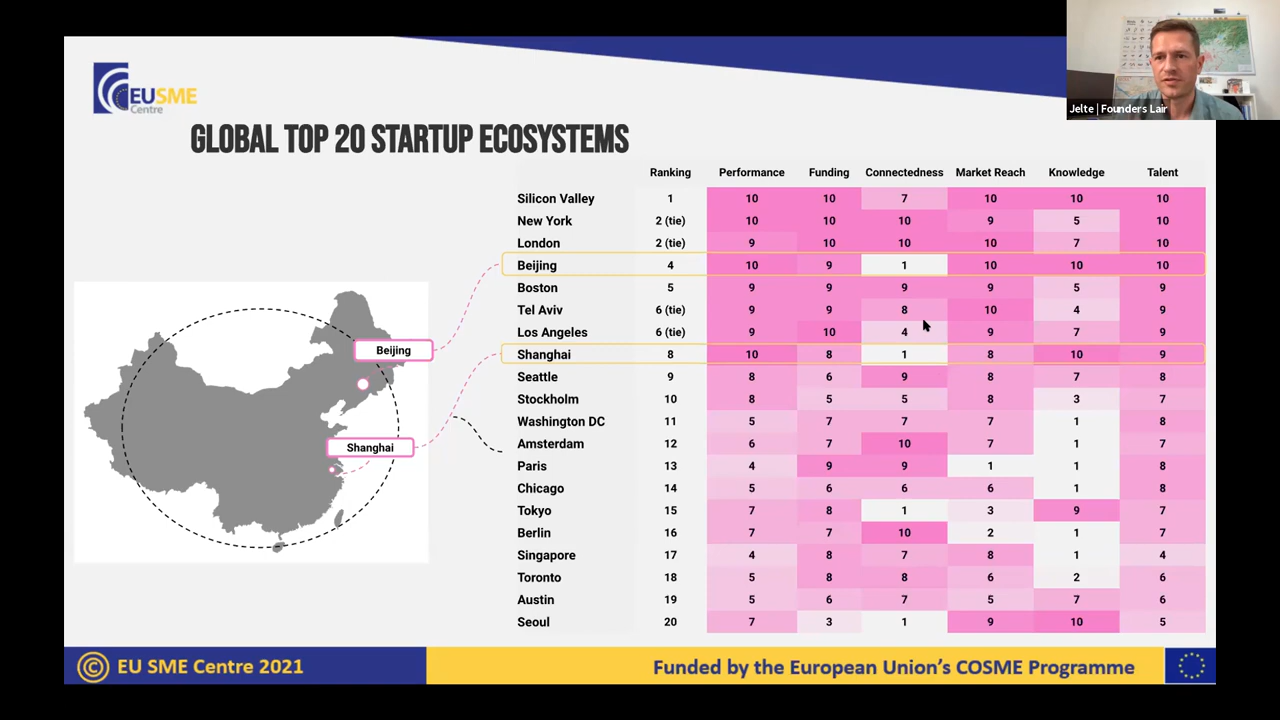 Jelte | Founders Lair
EUSME
Centre
GLOBAL TOP 20 STARTUP ECOSYSTEMS
Ranking Performance Funding Connectedness Market Reach Knowledge Talent
Silicon Valley 1 10 10 7 10 10 10
New York 2 (tie) 10 10 10 9 5 10
London 2 (tie) 9 10 10 10 7 10
Beijing 4 10 9 1 10 10 10
Boston 5 9 9 9 9 5 9
Tel Aviv 6 (tie) 9 9 8 10 4 9
Los Angeles 6 (tie) 9 10 4 9 7 9
Shanghai 8 10 8 1 8 10 9
Seattle 9 8 6 9 8 7 8
Stockholm 10 8 5 5 8 3 7
Washington DC 11 5 7 7 7 1 8
Amsterdam 12 6 7 10 7 1 7
Paris 13 4 9 9 1 1 8
Chicago 14 5 6 6 6 1 8
Tokyo 15 7 8 1 3 9 7
Berlin 16 7 7 10 2 1 7
Singapore 17 4 8 7 8 1 4
Toronto 18 5 8 8 6 2 6
Austin 19 5 6 7 5 7 6
Seoul 20 7 3 1 9 10 5
Beijing
Shanghai
© EU SME Centre 2021
Funded by the European Union's COSME Programme